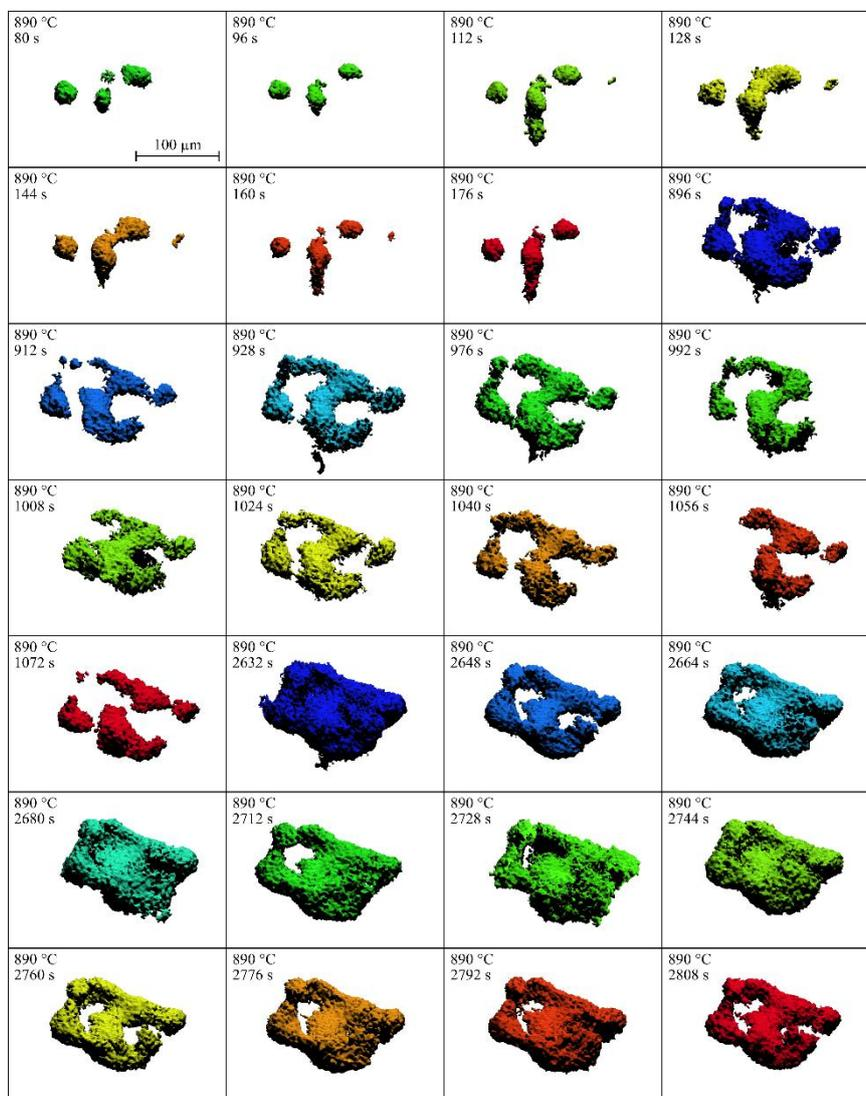 890 °C
80 s
100 µm
890 °C
96 s
890 °C
112 s
890 °C
128 s
890 °C
144 s
890 °C
160 s
890 °C
176 s
890 °C
896 s
890 °C
912 s
890 °C
928 s
890 °C
976 s
890 °C
992 s
890 °C
1008 s
890 °C
1024 s
890 °C
1040 s
890 °C
1056 s
890 °C
1072 s
890 °C
2632 s
890 °C
2648 s
890 °C
2664 s
890 °C
2680 s
890 °C
2712 s
890 °C
2728 s
890 °C
2744 s
890 °C
2760 s
890 °C
2776 s
890 °C
2792 s
890 °C
2808 s